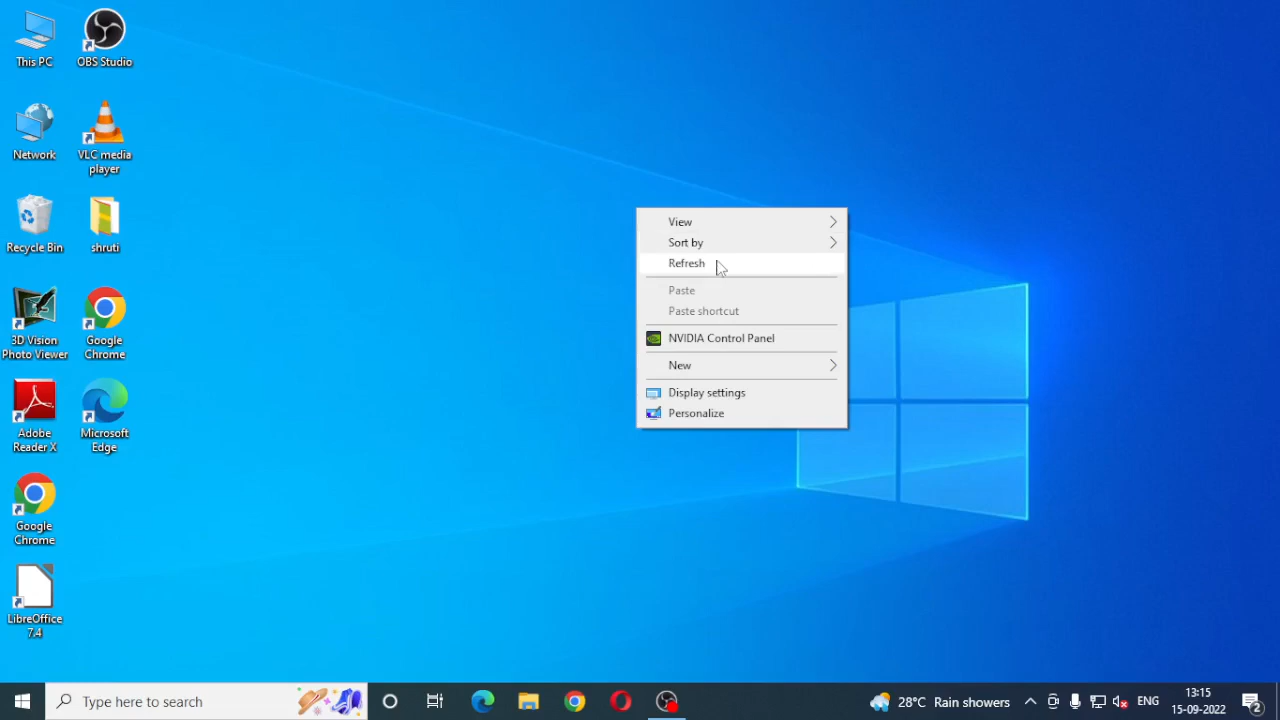 This PC
OBS Studio
Network
VLC media
player
Recycle Bin
shruti
3D Vision
Photo Viewer
Google
Chrome
Adobe
Reader X
Microsoft
Edge
Google
Chrome
LibreOffice
7.4
View
Sort by
Refresh
Paste
Paste shortcut
NVIDIA Control Panel
New
Display settings
Personalize
Type here to search
28°C Rain showers
ENG
13:15
15-09-2022
2